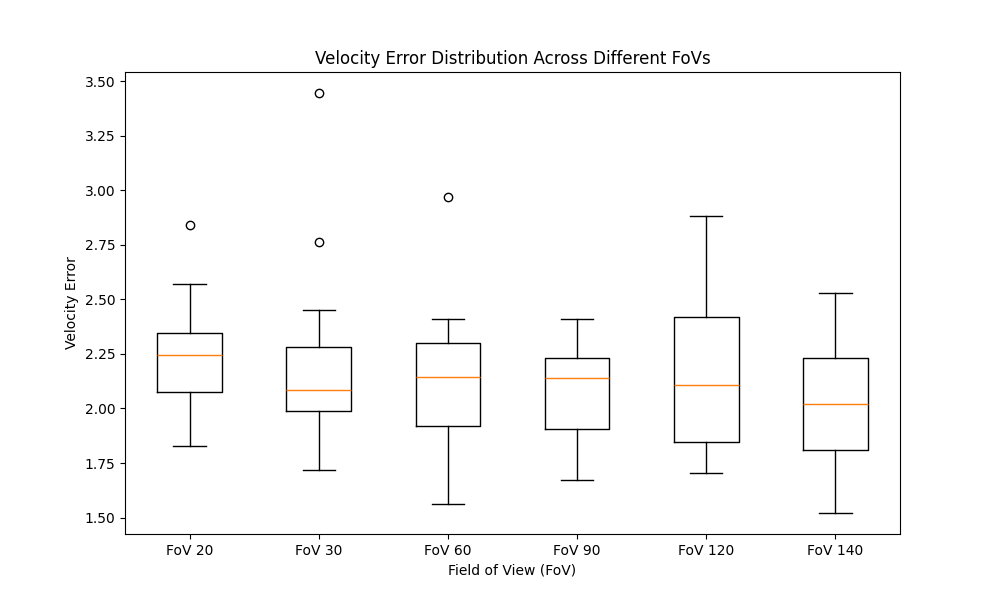 Velocity Error Distribution Across Different FoVs
Velocity Error
3.50
3.25
3.00
2.75
2.50
2.25
2.00
1.75
1.50
FoV 20 FoV 30 FoV 60 FoV 90 FoV 120 FoV 140
Field of View (FoV)